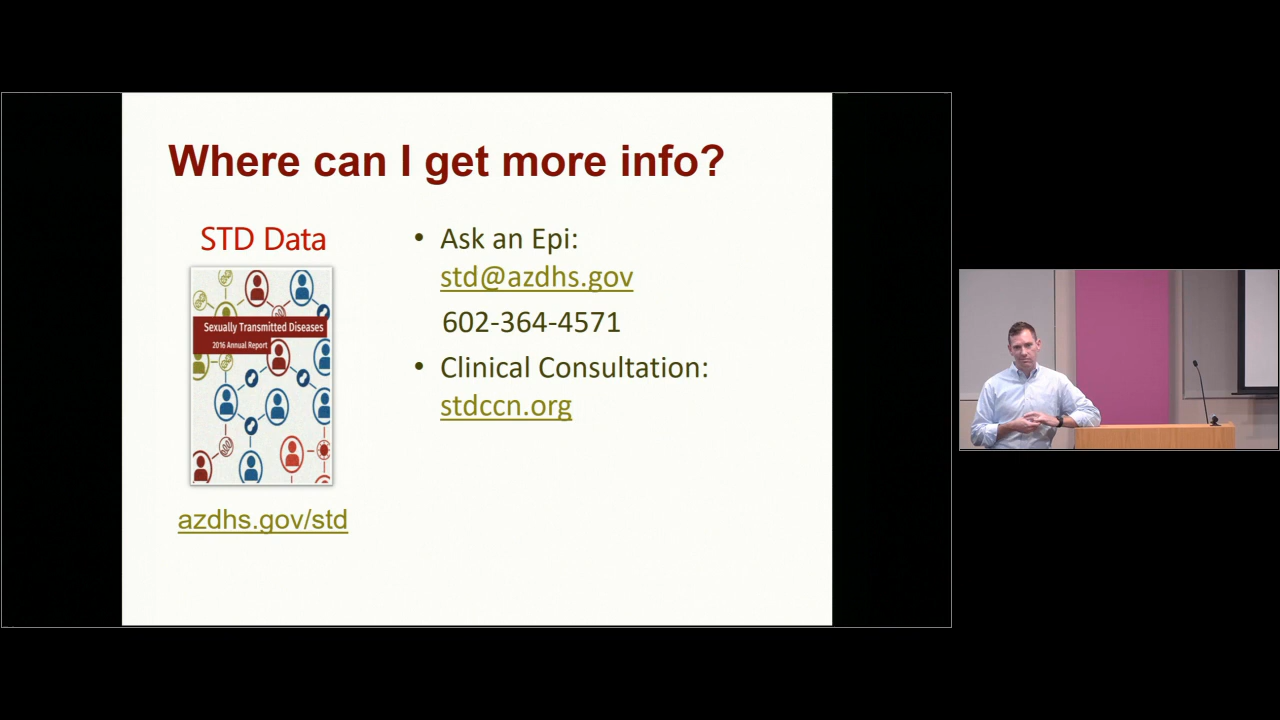 Where can I get more info?
STD Data
Sexually Transmitted Diseases
2016 Annual Report
azdhs.gov/std
• Ask an Epi:
std@azdhs.gov
602-364-4571
• Clinical Consultation:
stdccn.org